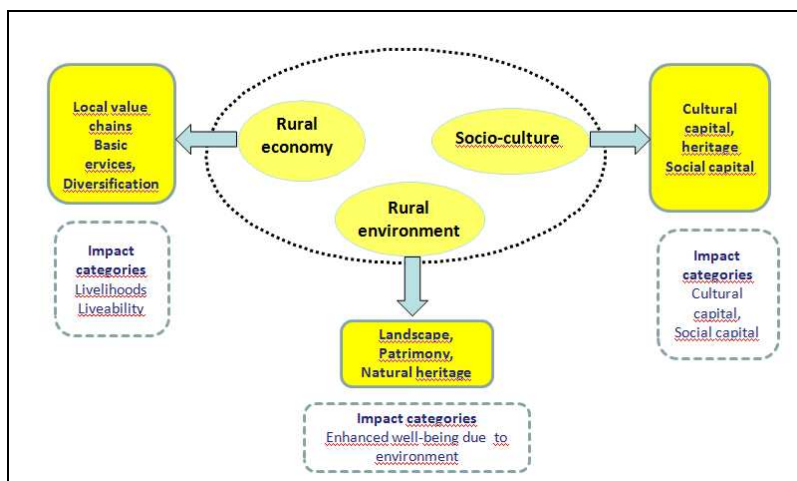 Local value
chains
Basic
ervices,
Diversification
Impact
categories
Livelihoods
Liveability
Rural
economy
Socio-culture
Rural
environment
Cultural
capital,
heritage
Social capital
Impact
categories
Cultural
capital,
Social capital
Landscape,
Patrimony,
Natural heritage
Impact categories
Enhanced well-being due to
environment